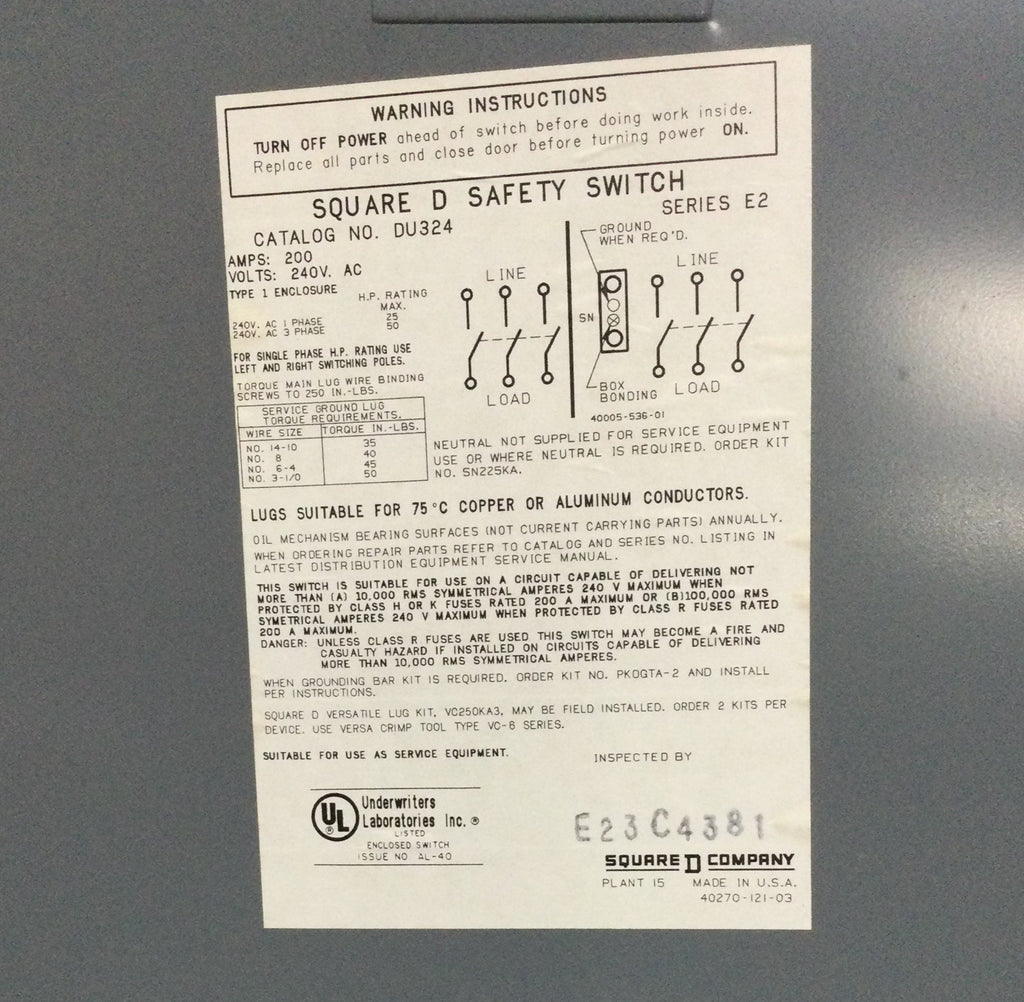 WARNING INSTRUCTIONS
TURN OFF POWER ahead of switch before doing work inside.
Replace all parts and close door before turning power ON.
SQUARE D SAFETY SWITCH
CATALOG NO. DU324
SERIES E2
AMPS: 200
VOLTS: 240V. AC
TYPE 1 ENCLOSURE
H.P. RATING
MAX.
240V. AC 1 PHASE 25
240V. AC 3 PHASE 50
FOR SINGLE PHASE H.P. RATING USE
LEFT AND RIGHT SWITCHING POLES.
TORQUE MAIN LUG WIRE BINDING
SCREWS TO 250 IN.-LBS.
SERVICE GROUND LUG
TORQUE REQUIREMENTS.
WIRE SIZE TORQUE IN.-LBS.
NO. 14-10 35
NO. 8 40
NO. 6-4 45
NO. 3-1/0 50
LINE
LOAD
GROUND
WHEN REQ'D.
LINE
SN
BOX
BONDING
LOAD
40005-536-01
NEUTRAL NOT SUPPLIED FOR SERVICE EQUIPMENT
USE OR WHERE NEUTRAL IS REQUIRED. ORDER KIT
NO. SN225KA.
LUGS SUITABLE FOR 75°C COPPER OR ALUMINUM CONDUCTORS.
OIL MECHANISM BEARING SURFACES (NOT CURRENT CARRYING PARTS) ANNUALLY.
WHEN ORDERING REPAIR PARTS REFER TO CATALOG AND SERIES NO. LISTING IN
LATEST DISTRIBUTION EQUIPMENT SERVICE MANUAL.
THIS SWITCH IS SUITABLE FOR USE ON A CIRCUIT CAPABLE OF DELIVERING NOT
MORE THAN (A) 10,000 RMS SYMMETRICAL AMPERES 240 V MAXIMUM WHEN
PROTECTED BY CLASS H OR K FUSES RATED 200 A MAXIMUM OR (B)100,000 RMS
SYMETRICAL AMPERES 240 V MAXIMUM WHEN PROTECTED BY CLASS R FUSES RATED
200 A MAXIMUM.
DANGER: UNLESS CLASS R FUSES ARE USED THIS SWITCH MAY BECOME A FIRE AND
CASUALTY HAZARD IF INSTALLED ON CIRCUITS CAPABLE OF DELIVERING
MORE THAN 10,000 RMS SYMMETRICAL AMPERES.
WHEN GROUNDING BAR KIT IS REQUIRED. ORDER KIT NO. PKOGTA-2 AND INSTALL
PER INSTRUCTIONS.
SQUARE D VERSATILE LUG KIT, VC250KA3, MAY BE FIELD INSTALLED. ORDER 2 KITS PER
DEVICE. USE VERSA CRIMP TOOL TYPE VC-6 SERIES.
SUITABLE FOR USE AS SERVICE EQUIPMENT.
INSPECTED BY
UL ®
Underwriters
Laboratories Inc. ®
LISTED
ENCLOSED SWITCH
ISSUE NO. AL-40
E23C4381
SQUARE D COMPANY
PLANT 15 MADE IN U.S.A.
40270-121-03